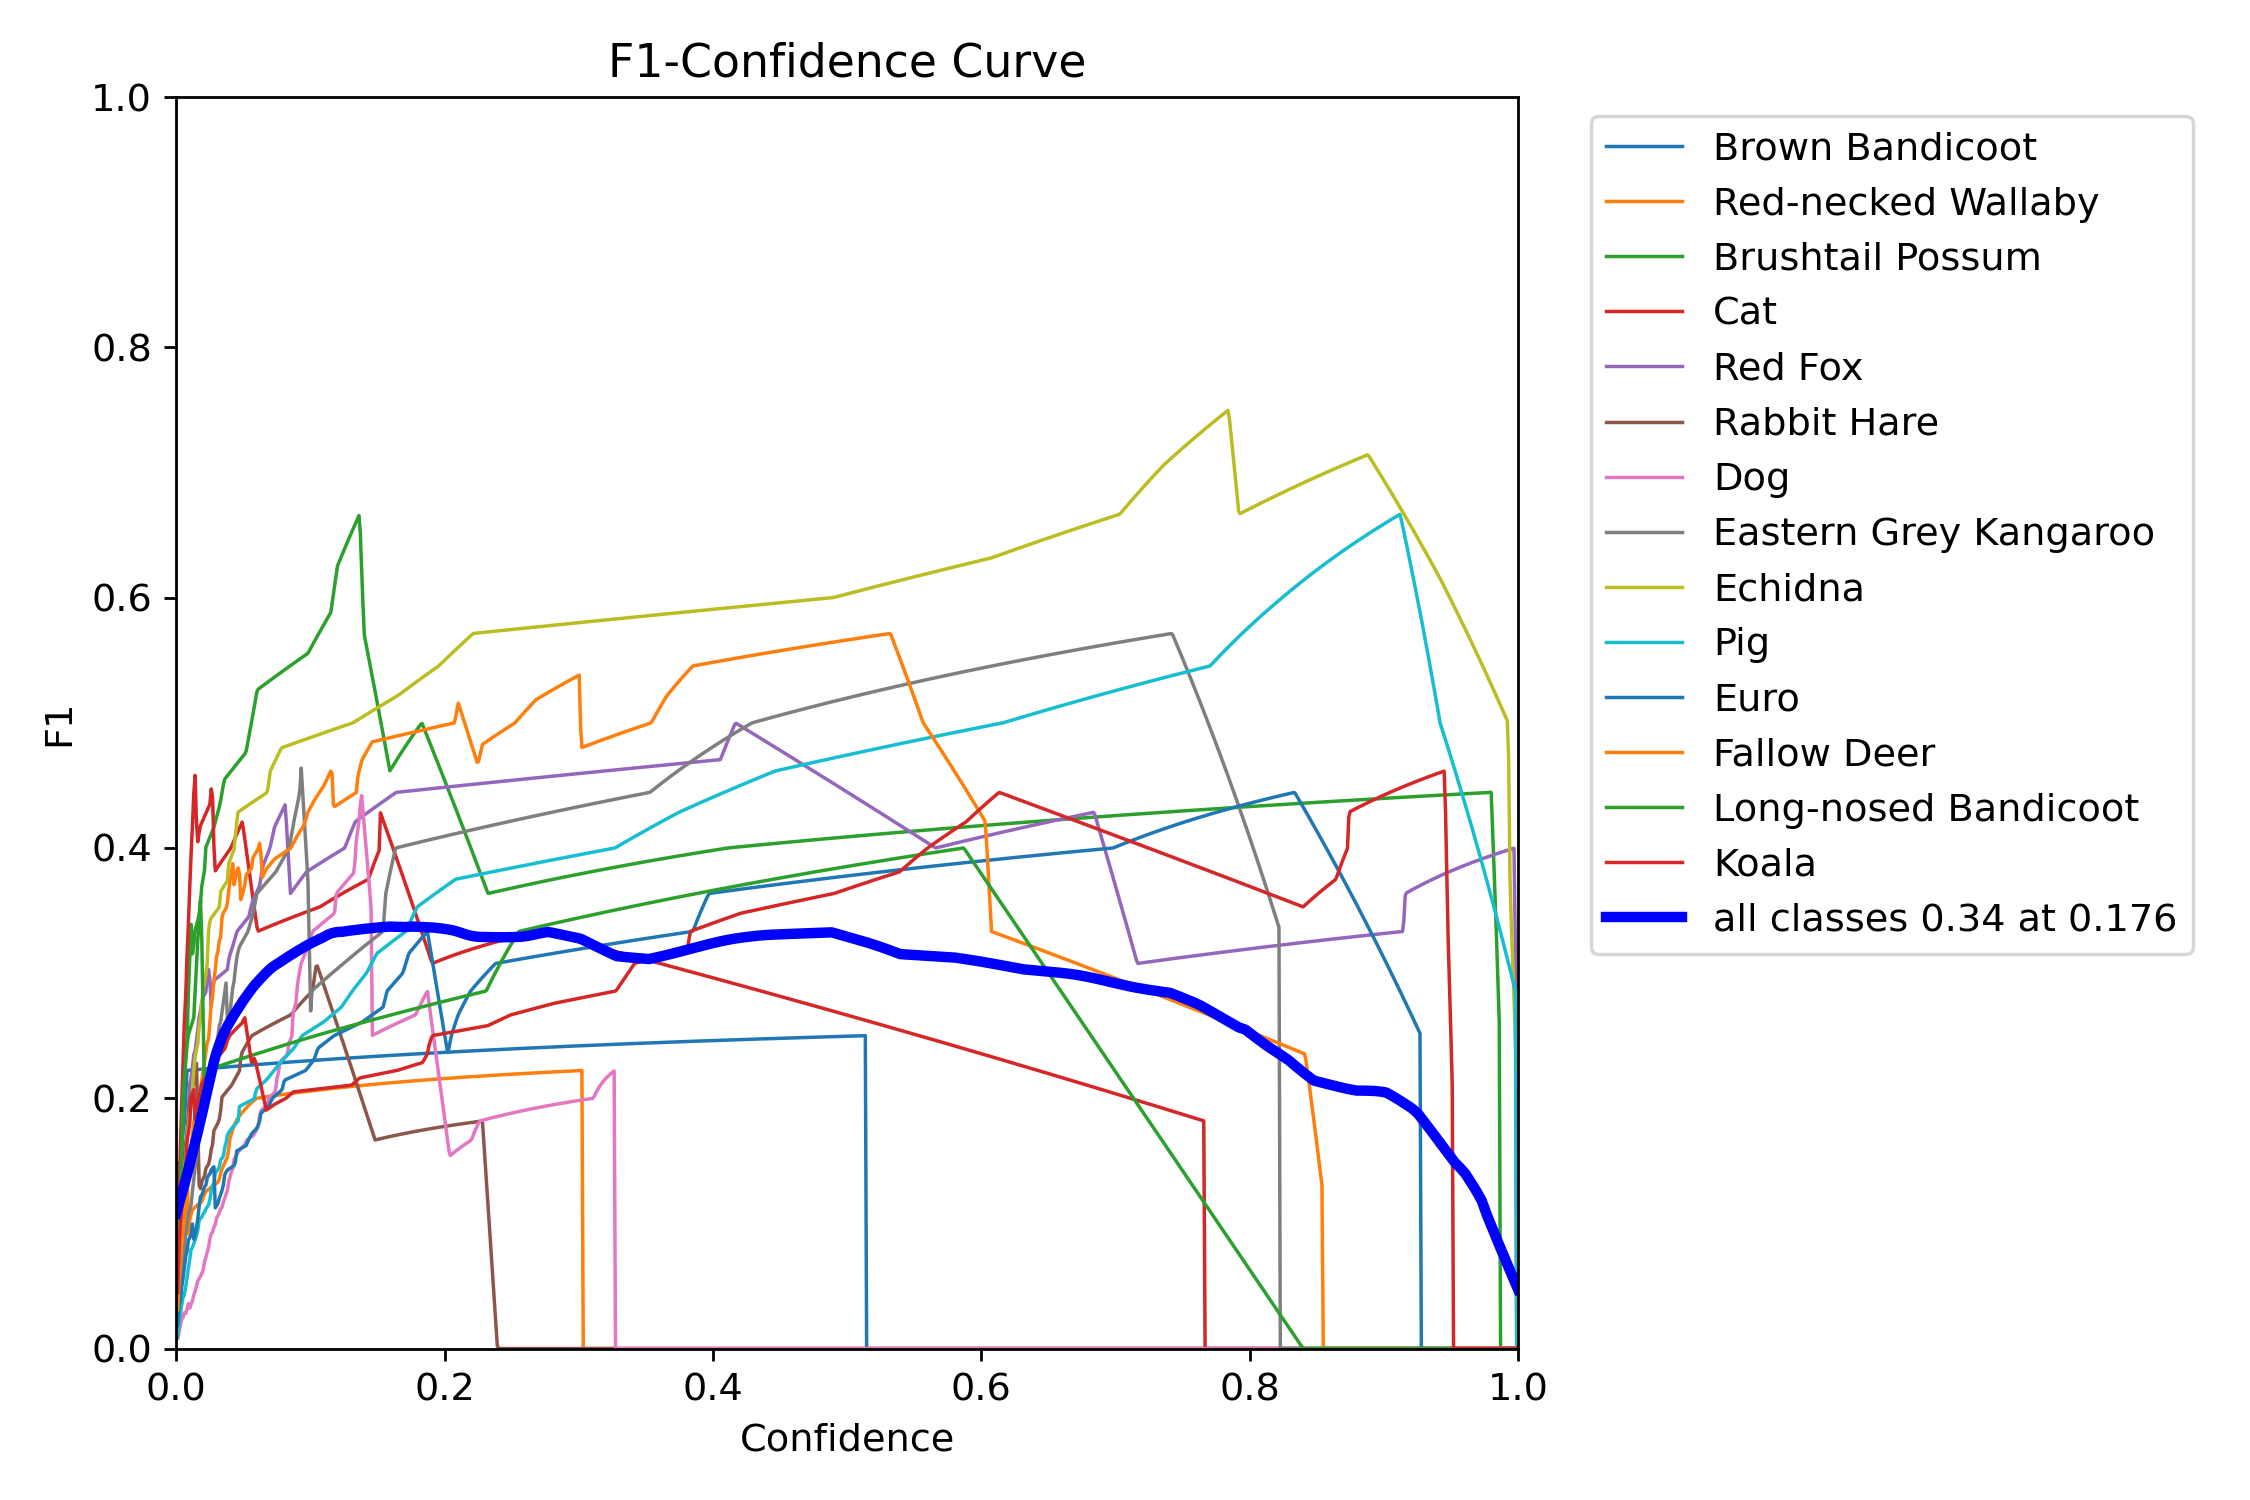 F1-Confidence Curve
1.0
0.8
0.6
0.4
0.2
0.0
F1
0.0 0.2 0.4 0.6 0.8 1.0
Confidence
Brown Bandicoot
Red-necked Wallaby
Brushtail Possum
Cat
Red Fox
Rabbit Hare
Dog
Eastern Grey Kangaroo
Echidna
Pig
Euro
Fallow Deer
Long-nosed Bandicoot
Koala
all classes 0.34 at 0.176